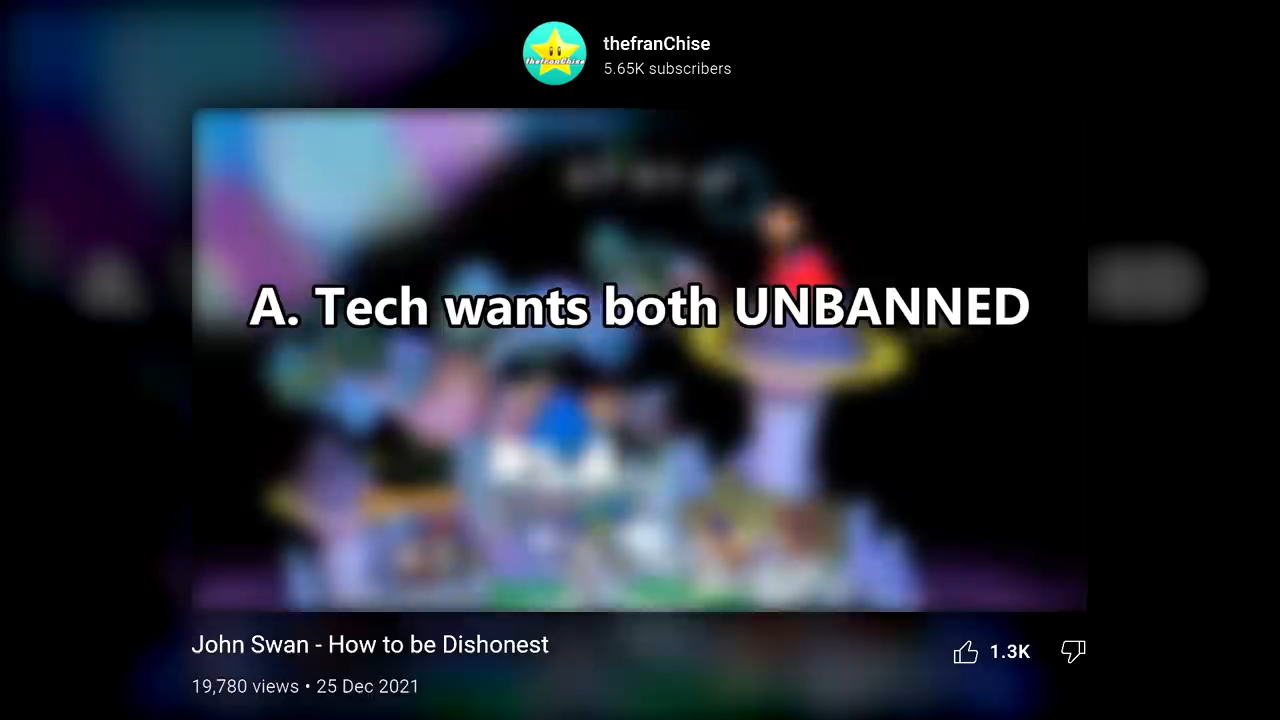 thefranChise
thefranChise
5.65K subscribers
A. Tech wants both UNBANNED
John Swan - How to be Dishonest
1.3K
19,780 views • 25 Dec 2021